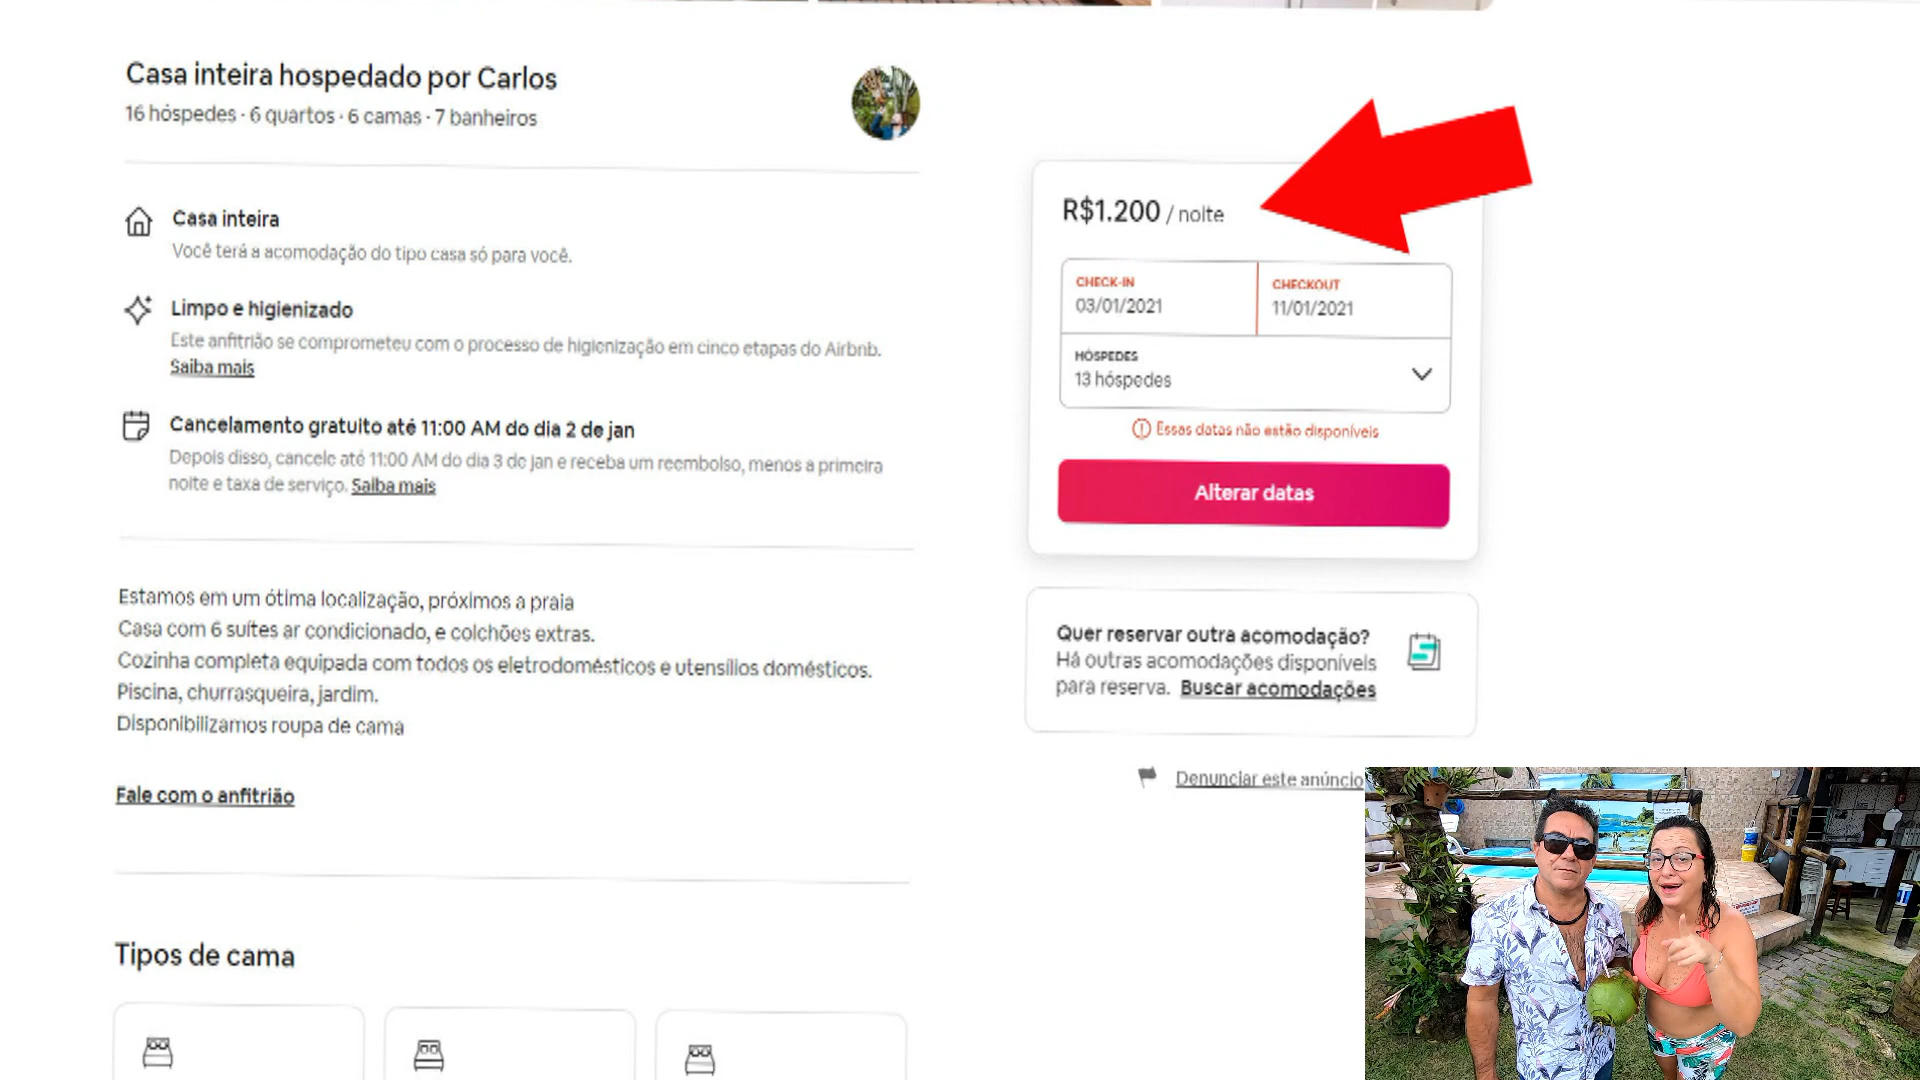 Casa inteira hospedado por Carlos
16 hóspedes · 6 quartos · 6 camas · 7 banheiros
Casa inteira
Você terá a acomodação do tipo casa só para você.
Limpo e higienizado
Este anfitrião se comprometeu com o processo de higienização em cinco etapas do Airbnb.
Saiba mais
Cancelamento gratuito até 11:00 AM do dia 2 de jan
Depois disso, cancele até 11:00 AM do dia 3 de jan e receba um reembolso, menos a primeira
noite e taxa de serviço. Saiba mais
Estamos em um ótima localização, próximos a praia
Casa com 6 suítes ar condicionado, e colchões extras.
Cozinha completa equipada com todos os eletrodomésticos e utensílios domésticos.
Piscina, churrasqueira, jardim.
Disponibilizamos roupa de cama
Fale com o anfitrião
Tipos de cama
R$1.200 / noite
CHECK-IN
03/01/2021
CHECKOUT
11/01/2021
HÓSPEDES
13 hóspedes
Essas datas não estão disponíveis
Alterar datas
Quer reservar outra acomodação?
Há outras acomodações disponíveis
para reserva. Buscar acomodações
Denunciar este anúncio